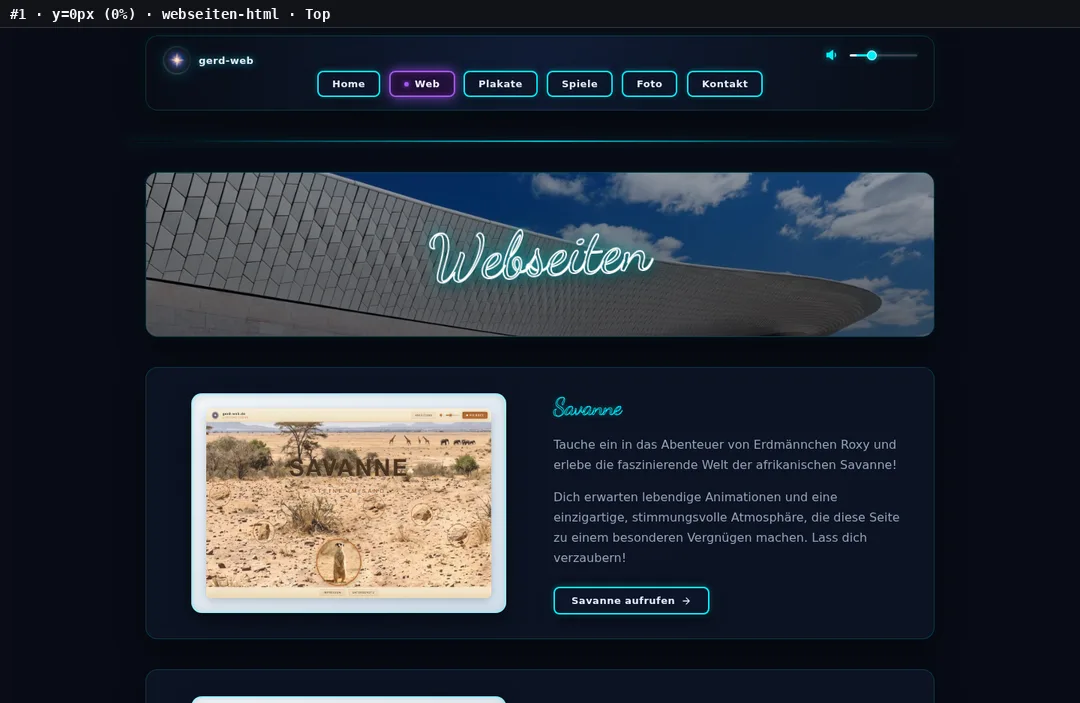 #1 · y=0px (0%) · webseiten-html · Top
gerd-web
Home
Web
Plakate
Spiele
Foto
Kontakt
Webseiten
Savanne
Tauche ein in das Abenteuer von Erdmännchen Roxy und
erlebe die faszinierende Welt der afrikanischen Savanne!
Dich erwarten lebendige Animationen und eine
einzigartige, stimmungsvolle Atmosphäre, die diese Seite
zu einem besonderen Vergnügen machen. Lass dich
verzaubern!
Savanne aufrufen →
SAVANNE